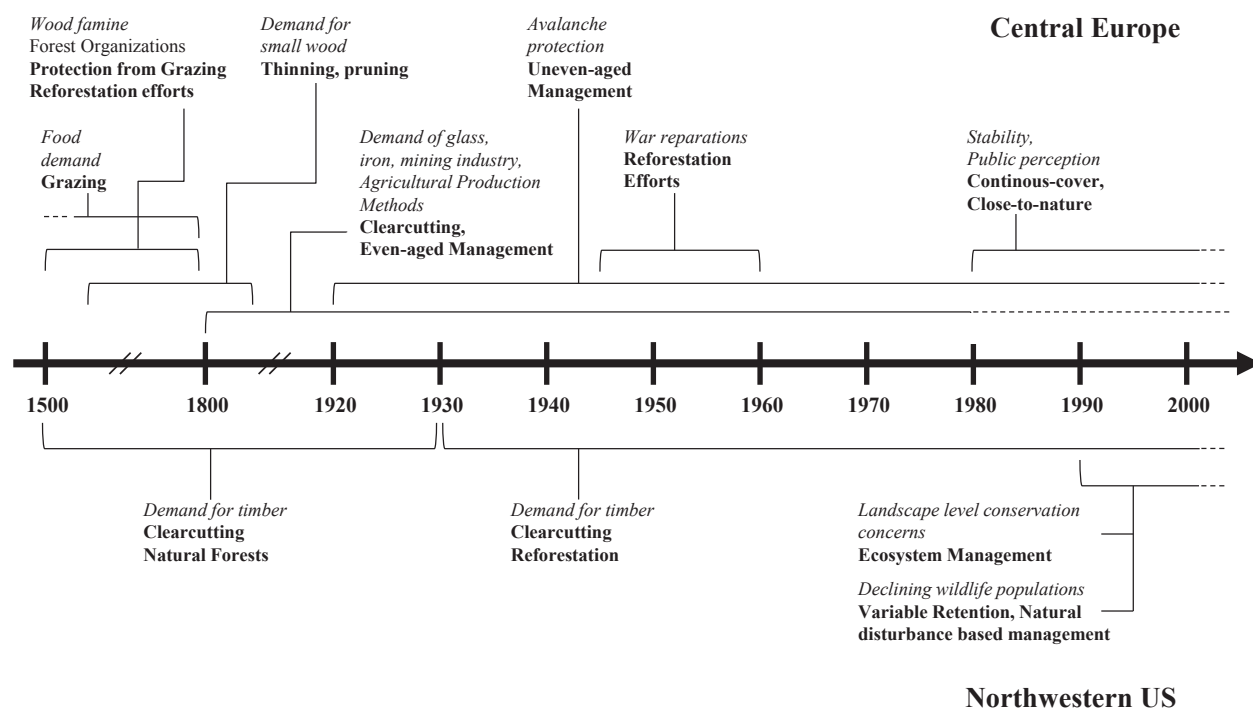 Central Europe
Wood famine
Forest Organizations
Protection from Grazing
Reforestation efforts
Demand for
small wood
Thinning, pruning
Avalanche
protection
Uneven-aged
Management
Food
demand
Grazing
Demand of glass,
iron, mining industry,
Agricultural Production
Methods
Clearcutting,
Even-aged Management
War reparations
Reforestation
Efforts
Stability,
Public perception
Continous-cover,
Close-to-nature
1500 1800 1920 1930 1940 1950 1960 1970 1980 1990 2000
Demand for timber
Clearcutting
Natural Forests
Demand for timber
Clearcutting
Reforestation
Landscape level conservation
concerns
Ecosystem Management
Declining wildlife populations
Variable Retention, Natural
disturbance based management
Northwestern US